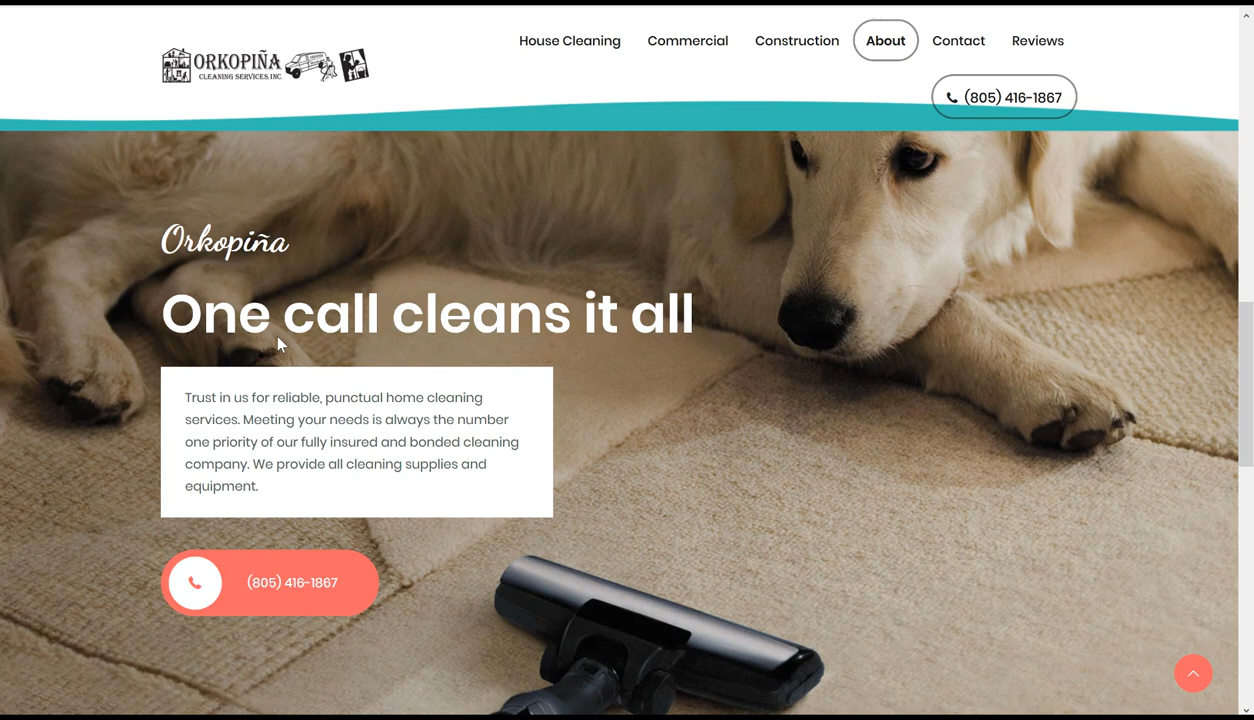 ORKOPIÑA
CLEANING SERVICES INC.
House Cleaning
Commercial
Construction
About
Contact
Reviews
(805) 416-1867
Orkopiña
One call cleans it all
Trust in us for reliable, punctual home cleaning
services. Meeting your needs is always the number
one priority of our fully insured and bonded cleaning
company. We provide all cleaning supplies and
equipment.
(805) 416-1867